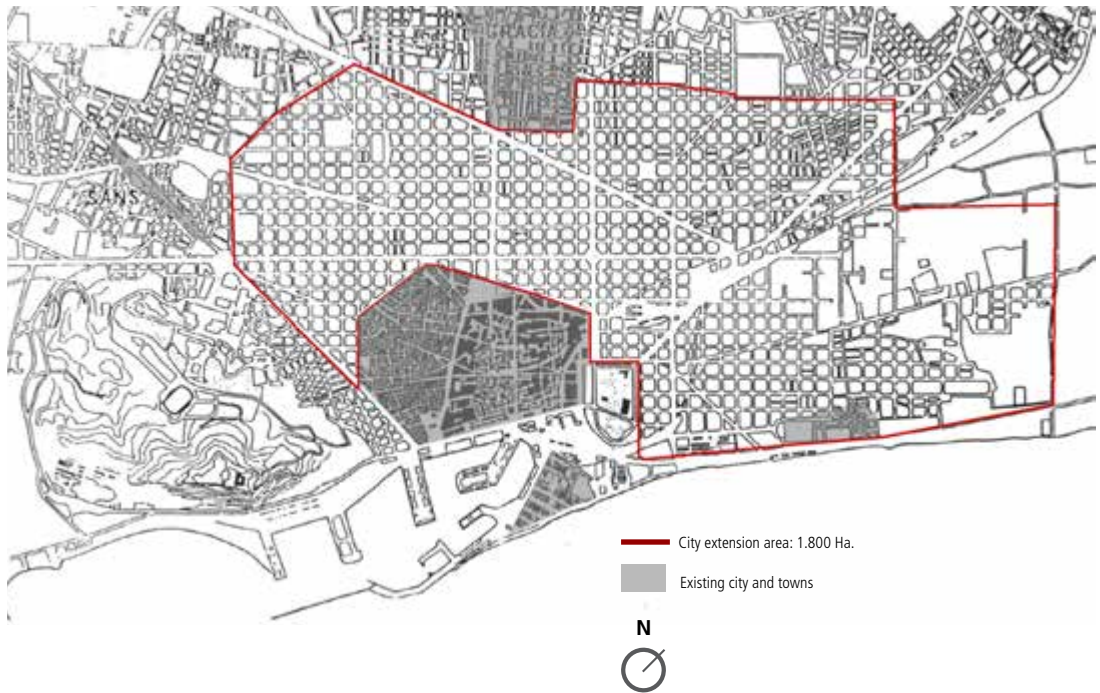 GRACIA
SANS
City extension area: 1.800 Ha.
Existing city and towns
N